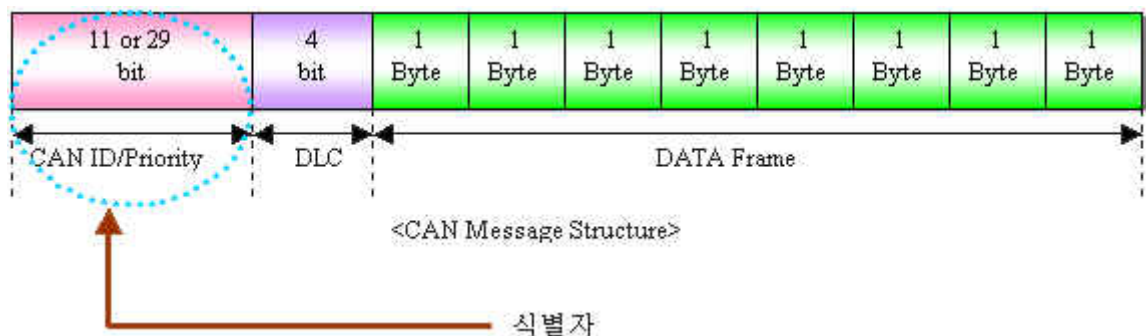 11 or 29 4 1 1 1 1 1 1 1 1
bit bit Byte Byte Byte Byte Byte Byte Byte Byte
CAN ID/Priority DLC DATA Frame
<CAN Message Structure>
식별자